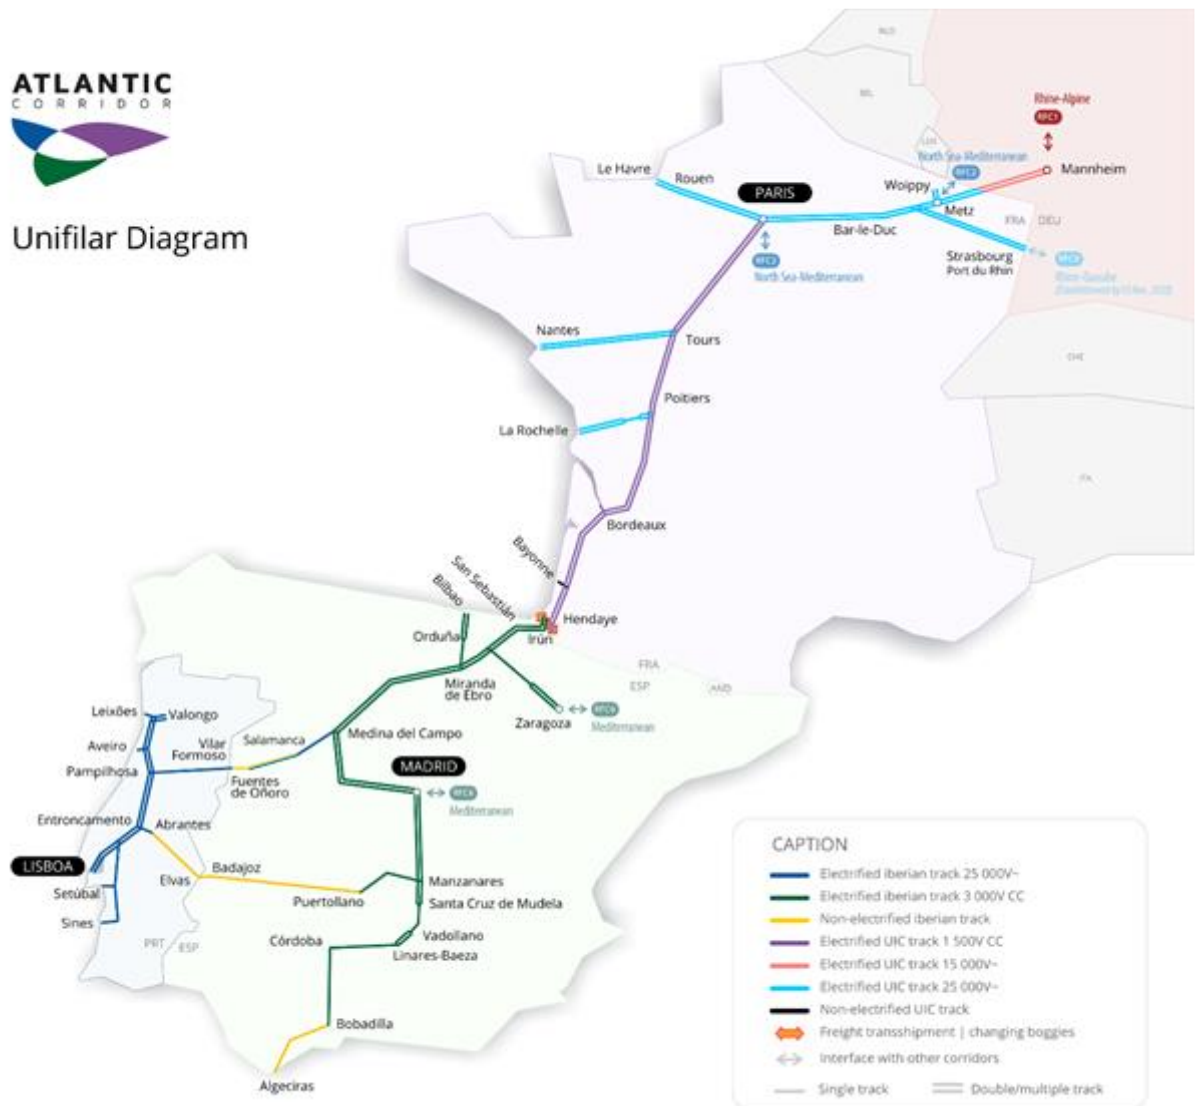 ATLANTIC
CORRIDOR
Unifilar Diagram
NLD
BEL
LUX
Rhine-Alpine
RFC1
North Sea-Mediterranean
RFC2
Mannheim
Le Havre
Rouen
PARIS
Woippy
Metz
Bar-le-Duc
FRA
DEU
Strasbourg
Port du Rhin
RFC2
North Sea-Mediterranean
Nantes
Tours
CHE
Poitiers
La Rochelle
ITA
Bordeaux
Bayonne
San Sebastián
Bilbao
Hendaye
Irún
Orduña
FRA
ESP
AND
Miranda
de Ebro
Zaragoza
RFC6
Mediterranean
Leixões
Valongo
Aveiro
Vilar
Formoso
Salamanca
Medina del Campo
Pampilhosa
Fuentes
de Oñoro
MADRID
RFC6
Mediterranean
Entroncamento
Abrantes
LISBOA
Badajoz
Elvas
Setúbal
Puertollano
Manzanares
Santa Cruz de Mudela
Sines
PRT
ESP
Córdoba
Vadollano
Linares-Baeza
Bobadilla
Algeciras
CAPTION
Electrified iberian track 25 000V~
Electrified iberian track 3 000V CC
Non-electrified iberian track
Electrified UIC track 1 500V CC
Electrified UIC track 15 000V~
Electrified UIC track 25 000V~
Non-electrified UIC track
Freight transshipment | changing boggies
Interface with other corridors
Single track
Double/multiple track